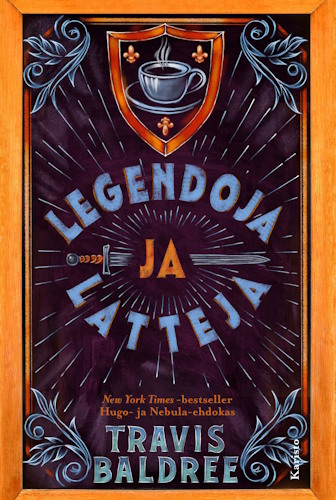 LEGENDOJA
JA
LATTEJA
New York Times -bestseller
Hugo- ja Nebula-ehdokas
TRAVIS
BALDREE
Karisto